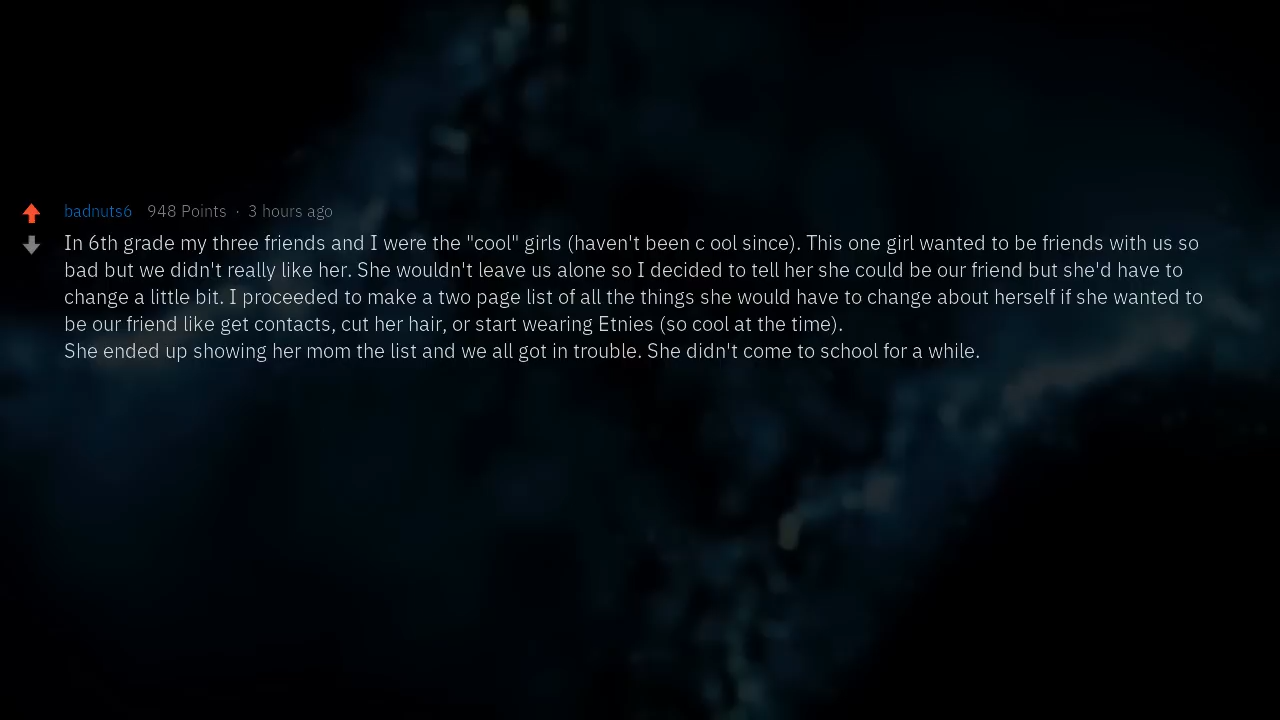 badnuts6 948 Points · 3 hours ago
In 6th grade my three friends and I were the "cool" girls (haven't been c ool since). This one girl wanted to be friends with us so
bad but we didn't really like her. She wouldn't leave us alone so I decided to tell her she could be our friend but she'd have to
change a little bit. I proceeded to make a two page list of all the things she would have to change about herself if she wanted to
be our friend like get contacts, cut her hair, or start wearing Etnies (so cool at the time).
She ended up showing her mom the list and we all got in trouble. She didn't come to school for a while.